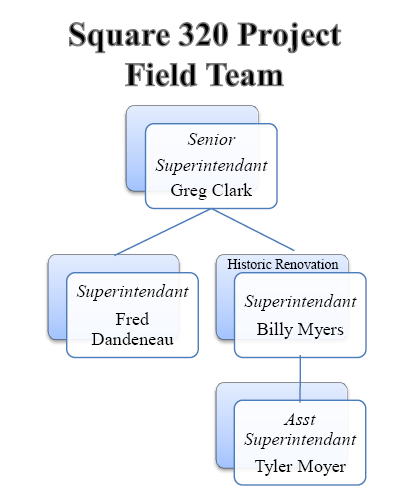 Square 320 Project
Field Team
Senior
Superintendant
Greg Clark
Superintendant
Fred
Dandeneau
Historic Renovation
Superintendant
Billy Myers
Asst
Superintendant
Tyler Moyer